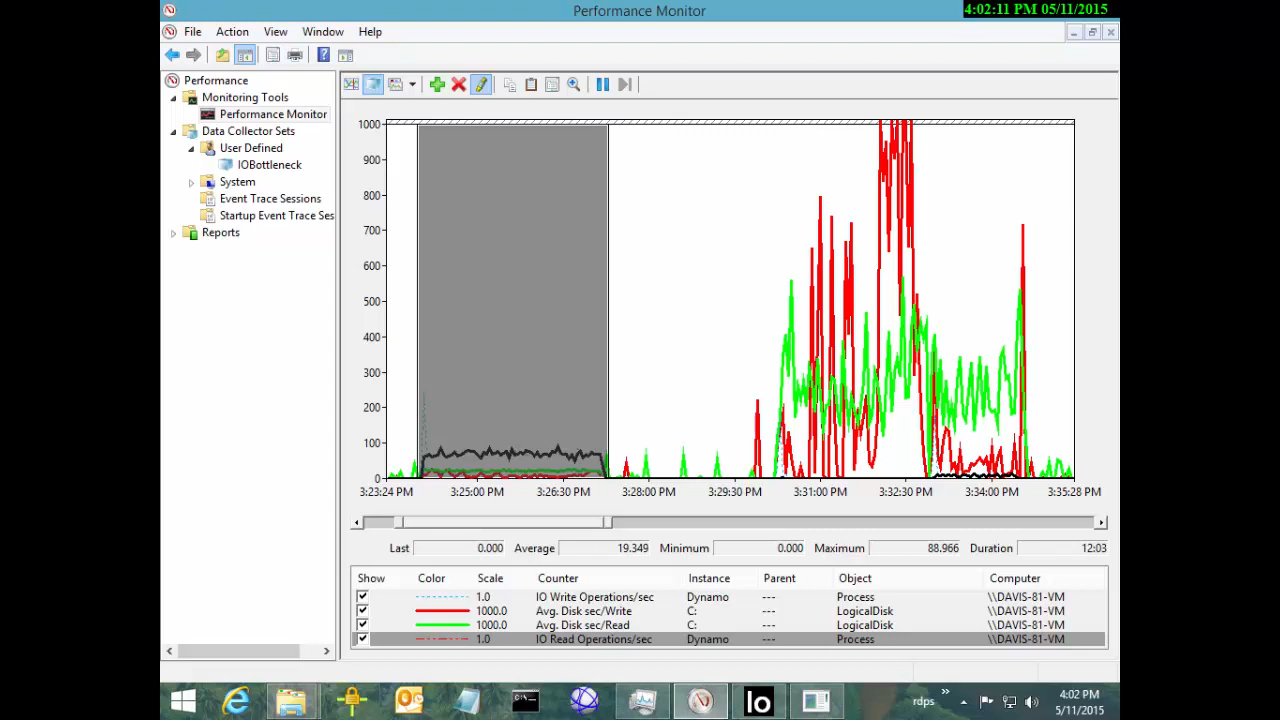 Performance Monitor
4:02:11 PM 05/11/2015
File Action View Window Help
Performance
Monitoring Tools
Performance Monitor
Data Collector Sets
User Defined
IOBottleneck
System
Event Trace Sessions
Startup Event Trace Ses
Reports
1000
900
800
700
600
500
400
300
200
100
0
3:23:24 PM 3:25:00 PM 3:26:30 PM 3:28:00 PM 3:29:30 PM 3:31:00 PM 3:32:30 PM 3:34:00 PM 3:35:28 PM
Last 0.000 Average 19.349 Minimum 0.000 Maximum 88.966 Duration 12:03
Show Color Scale Counter Instance Parent Object Computer
1.0 IO Write Operations/sec Dynamo --- Process \\DAVIS-81-VM
1000.0 Avg. Disk sec/Write C: --- LogicalDisk \\DAVIS-81-VM
1000.0 Avg. Disk sec/Read C: --- LogicalDisk \\DAVIS-81-VM
1.0 IO Read Operations/sec Dynamo --- Process \\DAVIS-81-VM
Io
rdps
4:02 PM
5/11/2015